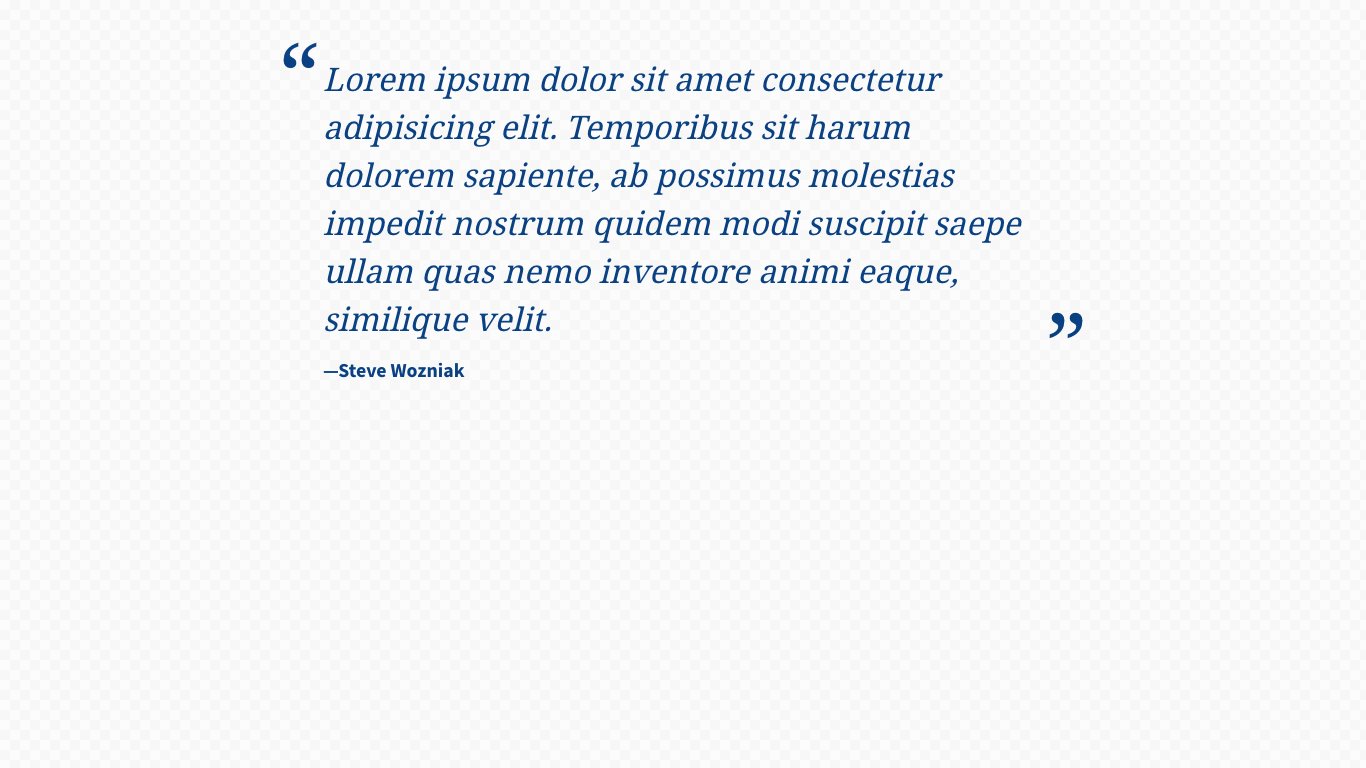 “Lorem ipsum dolor sit amet consectetur
adipisicing elit. Temporibus sit harum
dolorem sapiente, ab possimus molestias
impedit nostrum quidem modi suscipit saepe
ullam quas nemo inventore animi eaque,
similique velit.”
—Steve Wozniak